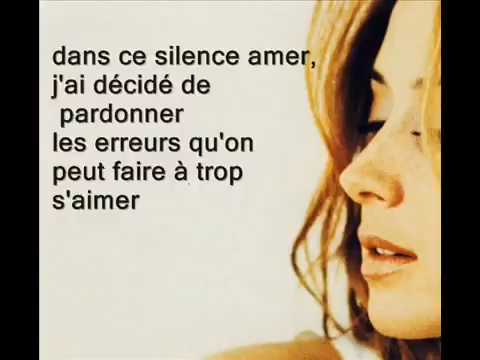 dans ce silence amer,
j'ai décidé de
pardonner
les erreurs qu'on
peut faire à trop
s'aimer